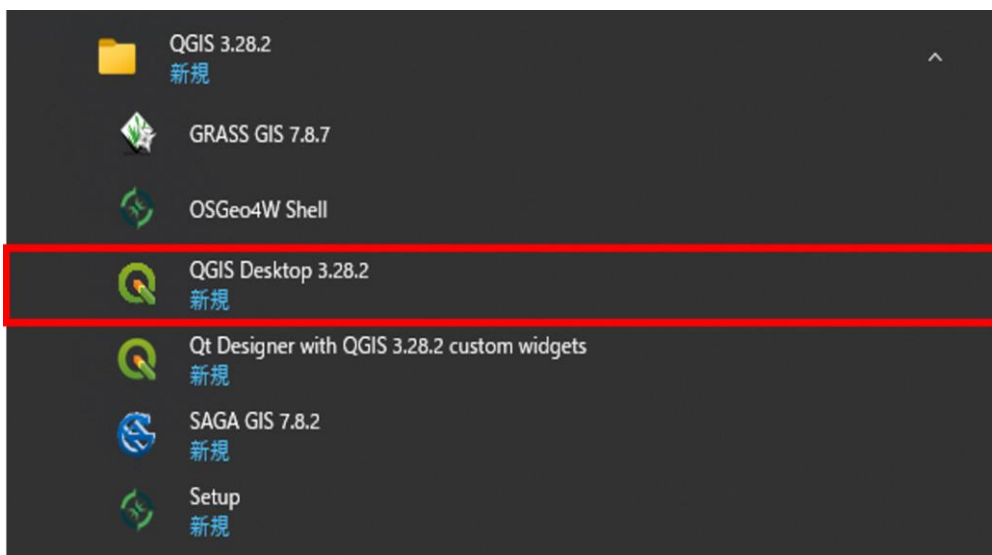 QGIS 3.28.2
新規
GRASS GIS 7.8.7
OSGeo4W Shell
QGIS Desktop 3.28.2
新規
Qt Designer with QGIS 3.28.2 custom widgets
新規
SAGA GIS 7.8.2
新規
Setup
新規